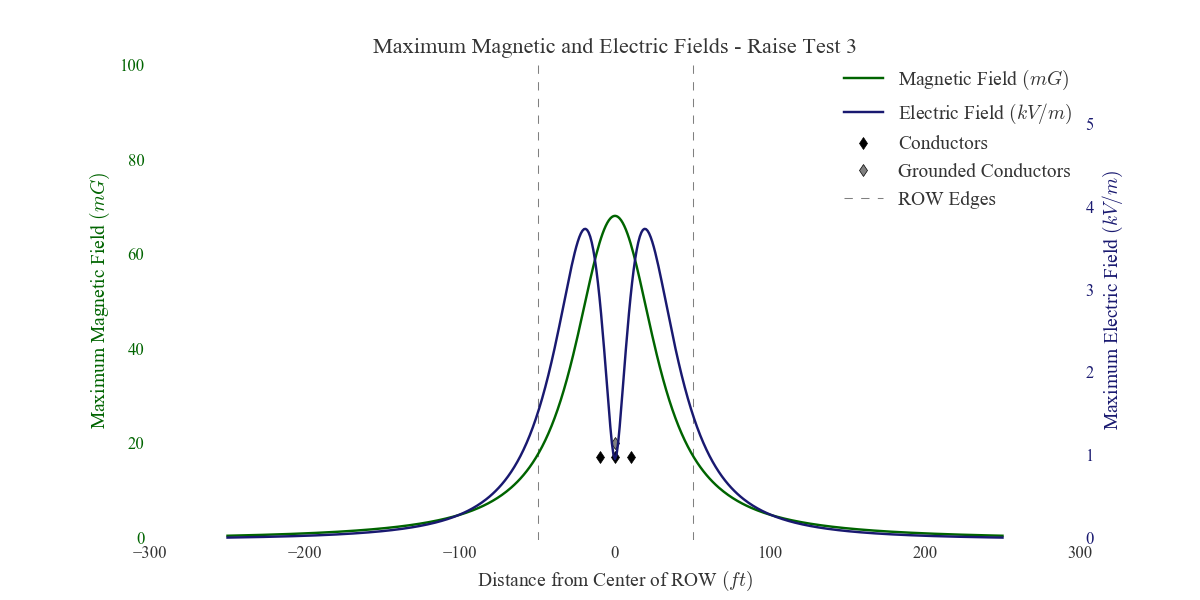 Maximum Magnetic and Electric Fields - Raise Test 3
Magnetic Field (mG)
Electric Field (kV/m)
Conductors
Grounded Conductors
ROW Edges
Maximum Magnetic Field (mG)
100
80
60
40
20
0
Maximum Electric Field (kV/m)
5
4
3
2
1
0
−300
−200
−100
0
100
200
300
Distance from Center of ROW (ft)